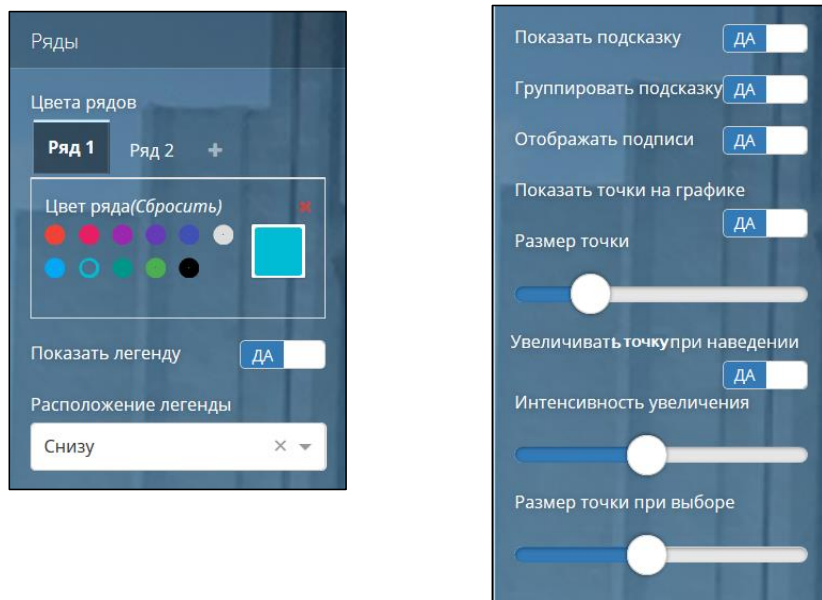 Ряды
Цвета рядов
Ряд 1 Ряд 2 +
Цвет ряда(Сбросить) ×
Показать легенду ДА
Расположение легенды
Снизу ×
Показать подсказку ДА
Группировать подсказку ДА
Отображать подписи ДА
Показать точки на графике
ДА
Размер точки
Увеличивать точку при наведении
ДА
Интенсивность увеличения
Размер точки при выборе